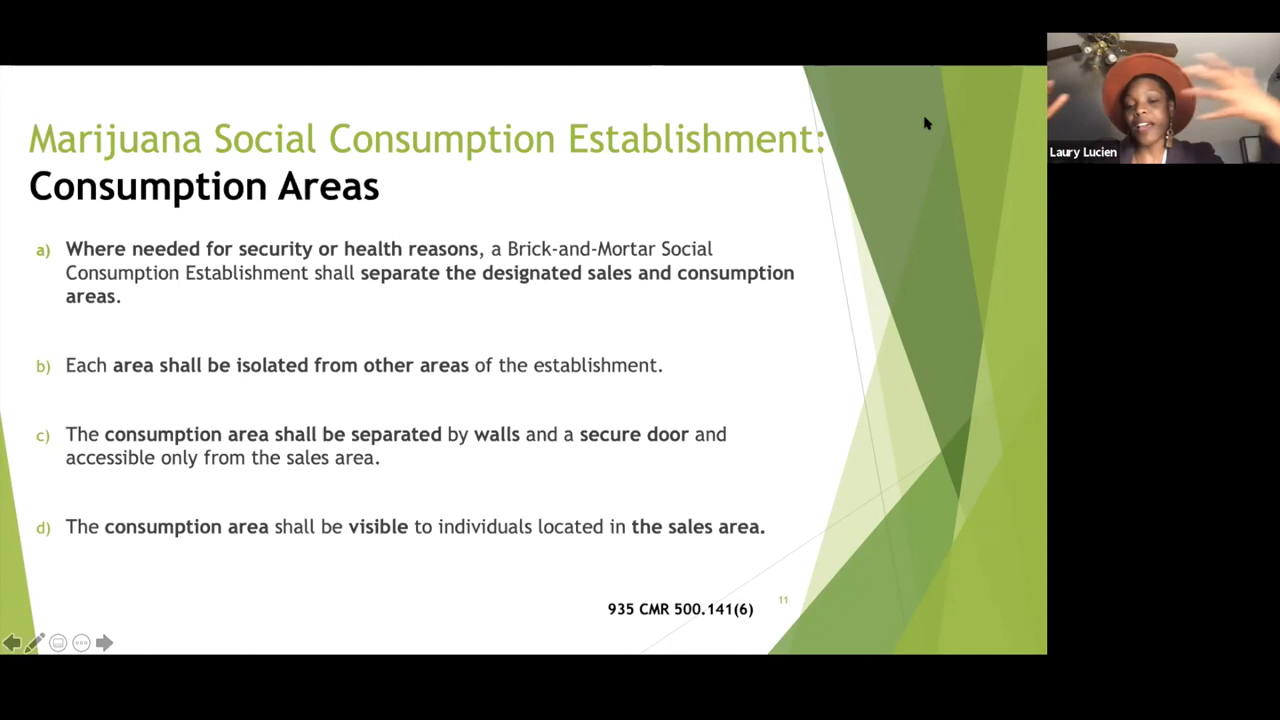 Marijuana Social Consumption Establishment:
Consumption Areas
a) Where needed for security or health reasons, a Brick-and-Mortar Social
Consumption Establishment shall separate the designated sales and consumption
areas.
b) Each area shall be isolated from other areas of the establishment.
c) The consumption area shall be separated by walls and a secure door and
accessible only from the sales area.
d) The consumption area shall be visible to individuals located in the sales area.
935 CMR 500.141(6)
11
Laury Lucien